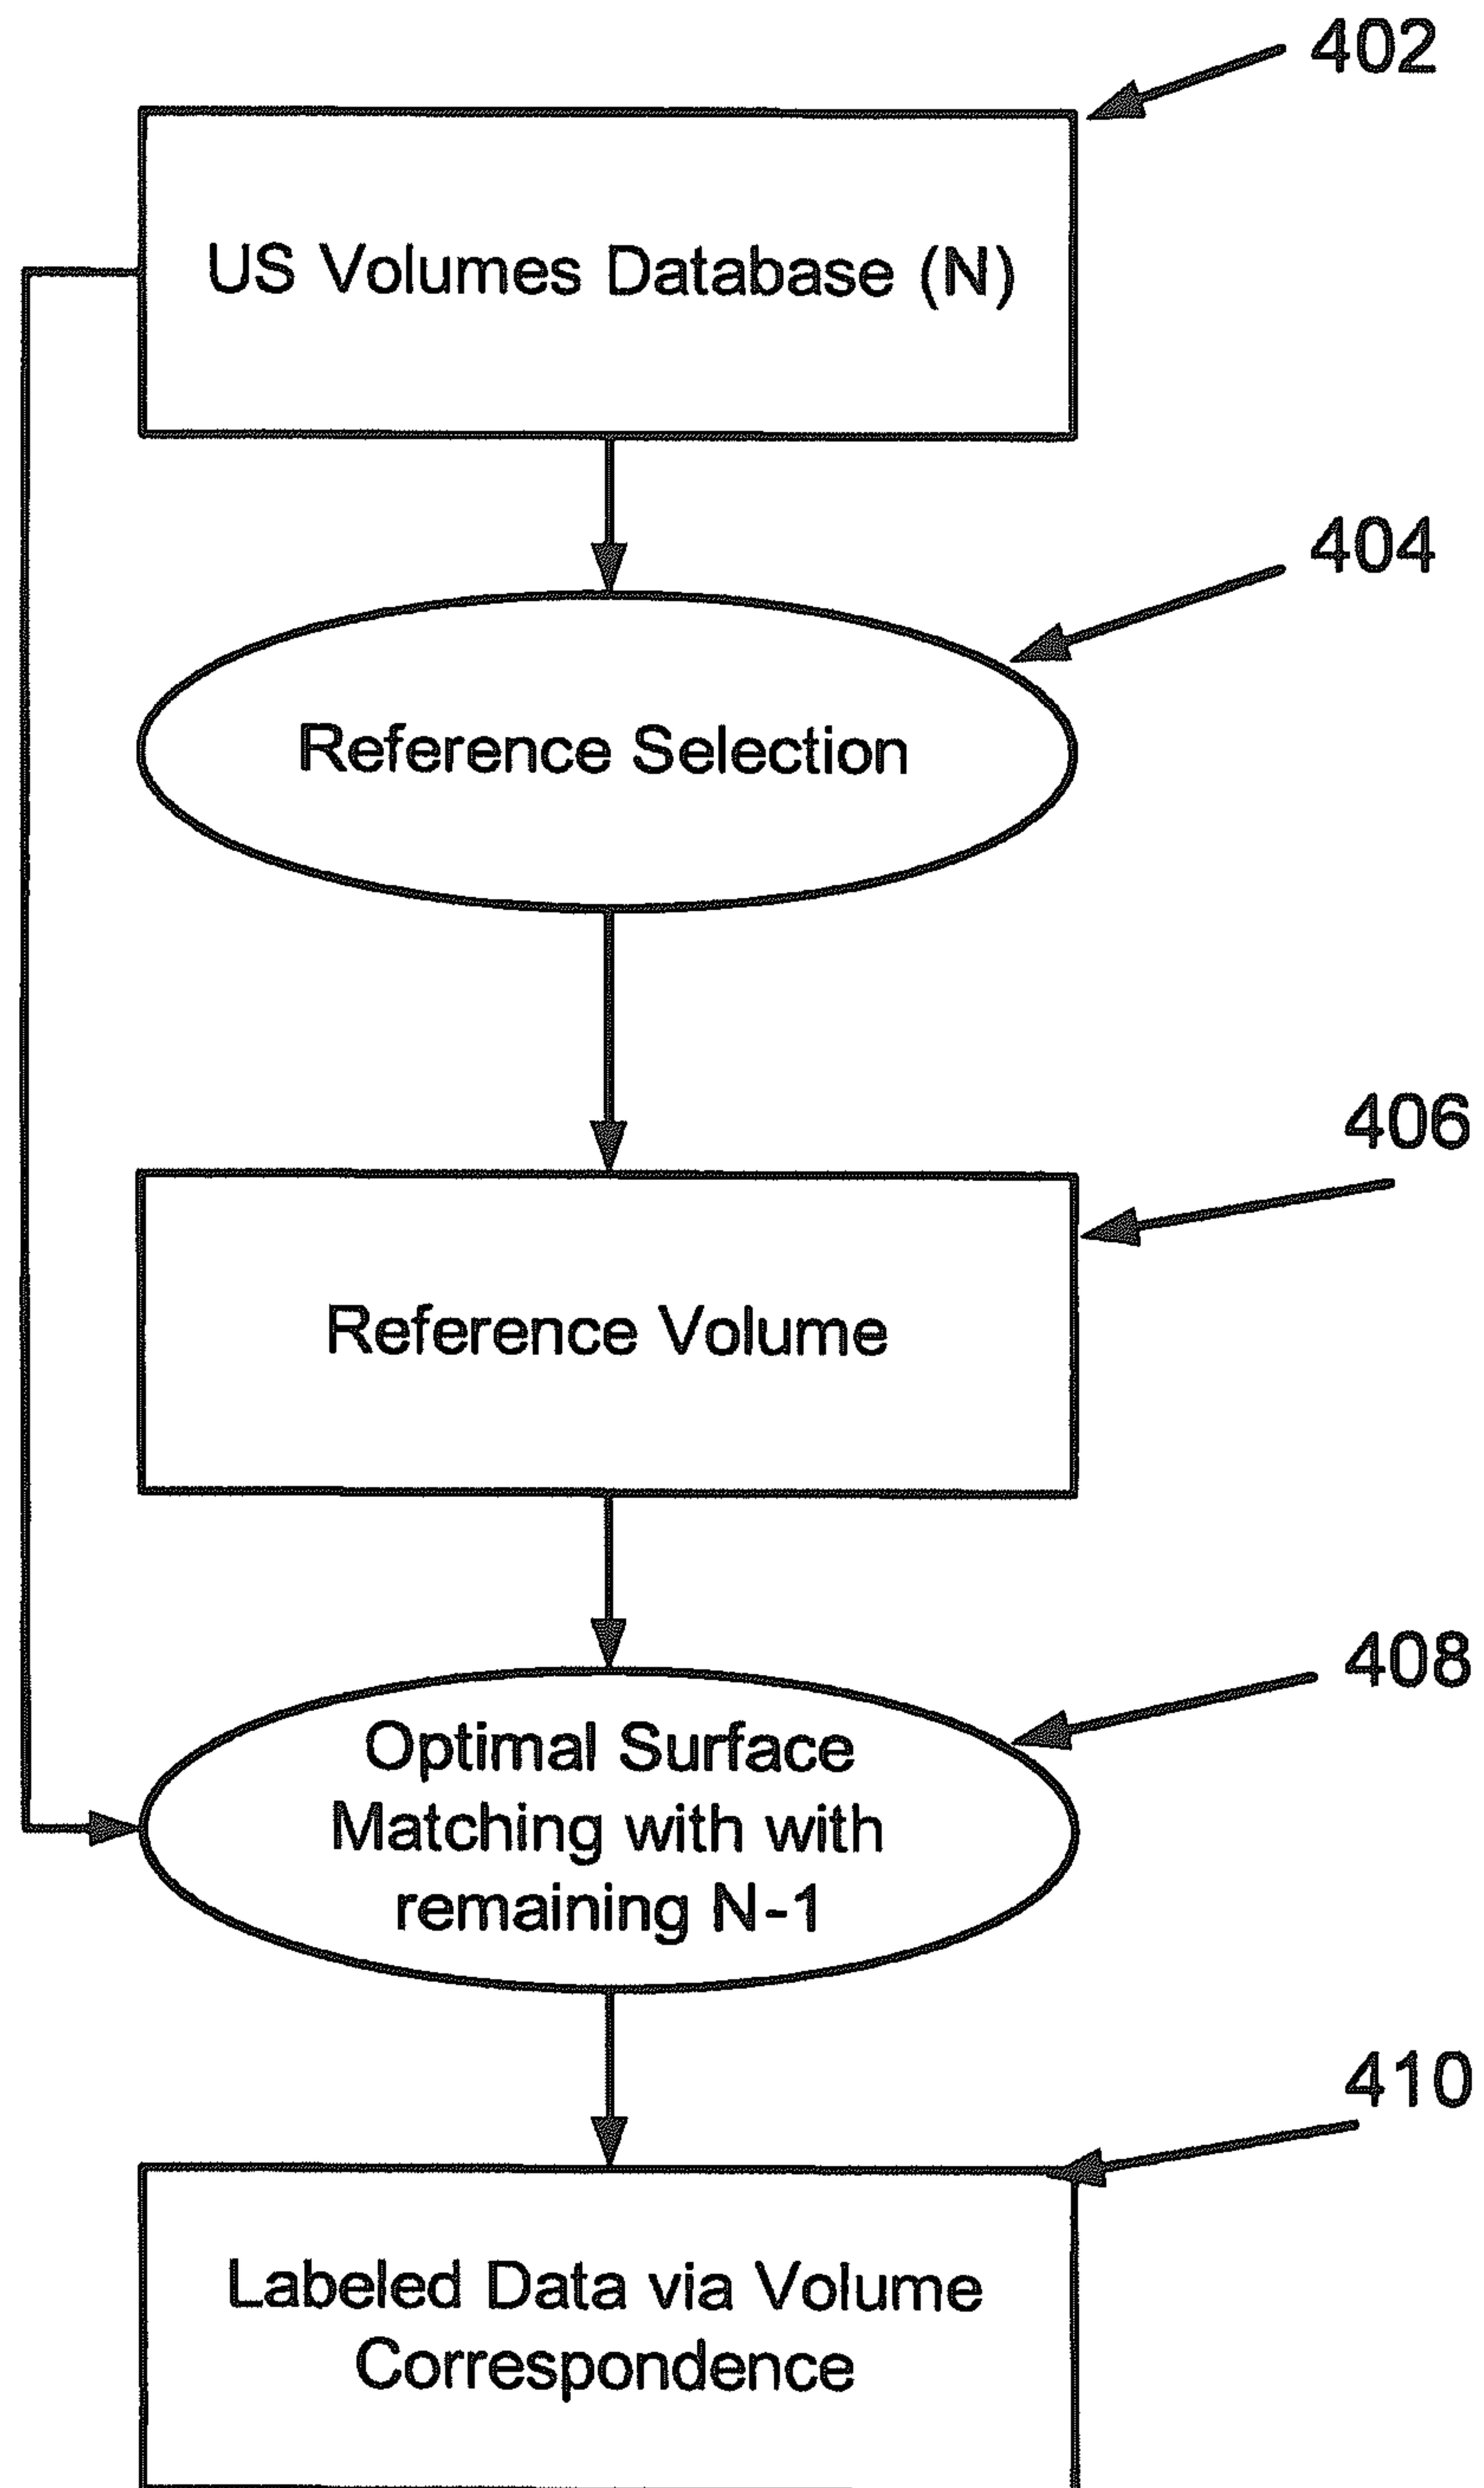 402
US Volumes Database (N)
404
Reference Selection
406
Reference Volume
408
Optimal Surface
Matching with with
remaining N-1
410
Labeled Data via Volume
Correspondence